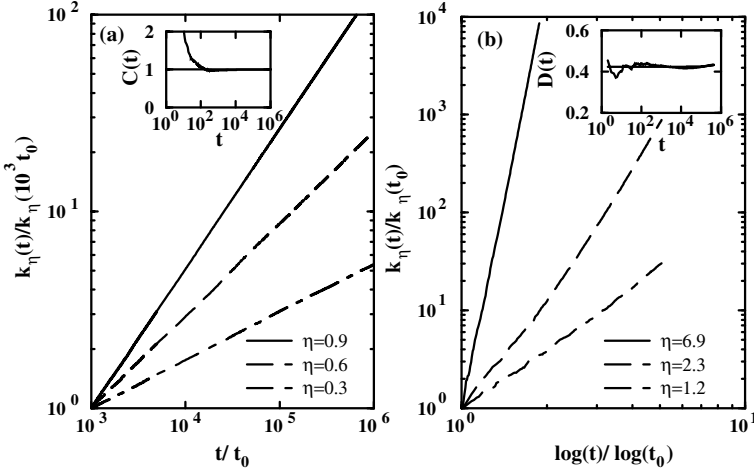 (a)
C(t)
2
1
0
10^0 10^2 10^4 10^6
t
k_η(t)/k_η(10^3 t_0)
10^2
10^1
10^0
η=0.9
η=0.6
η=0.3
10^3 10^4 10^5 10^6
t/ t_0
(b)
D(t)
0.6
0.4
0.2
10^0 10^2 10^4 10^6
t
k_η(t)/k_η(t_0)
10^4
10^3
10^2
10^1
10^0
η=6.9
η=2.3
η=1.2
10^0 10^1
log(t)/ log(t_0)